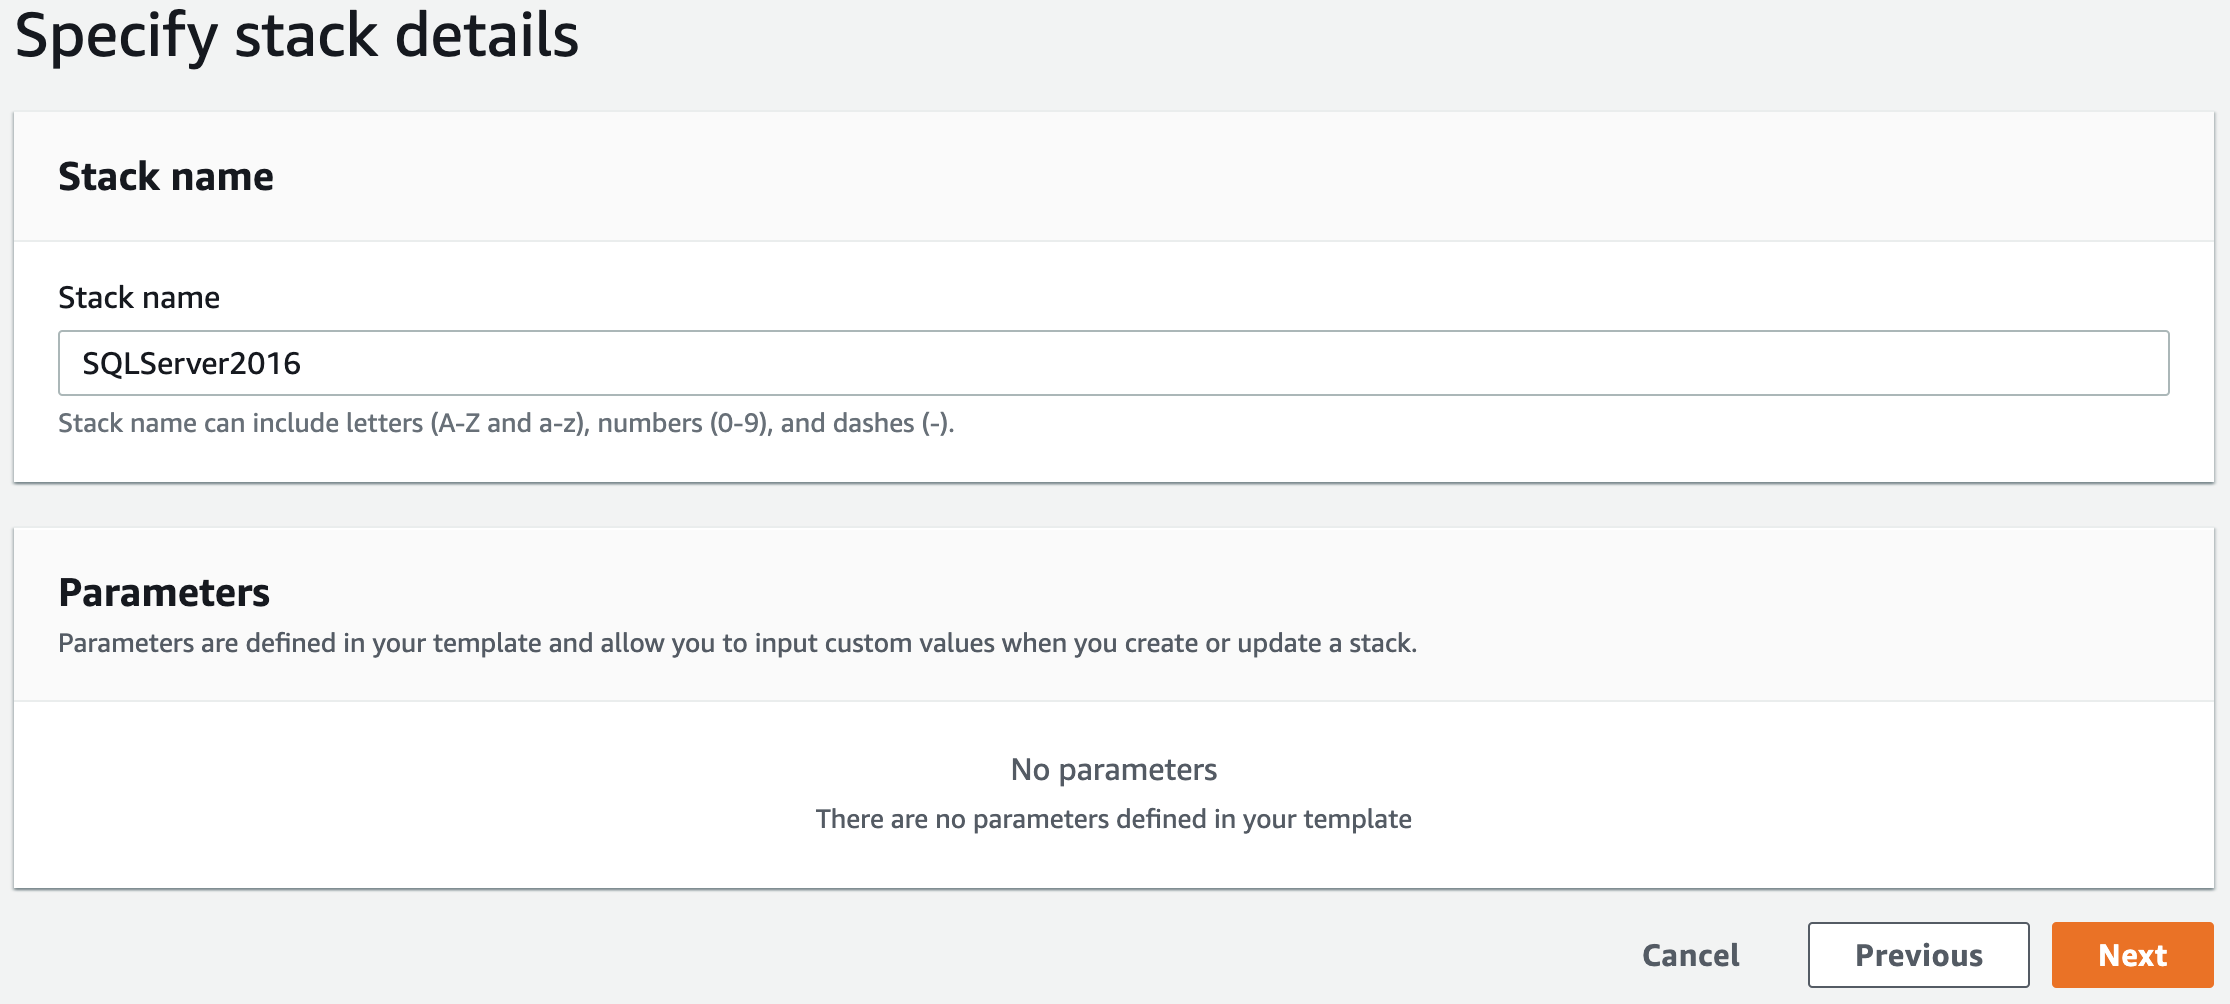 Specify stack details
Stack name
Stack name
SQLServer2016
Stack name can include letters (A-Z and a-z), numbers (0-9), and dashes (-).
Parameters
Parameters are defined in your template and allow you to input custom values when you create or update a stack.
No parameters
There are no parameters defined in your template
Cancel Previous Next